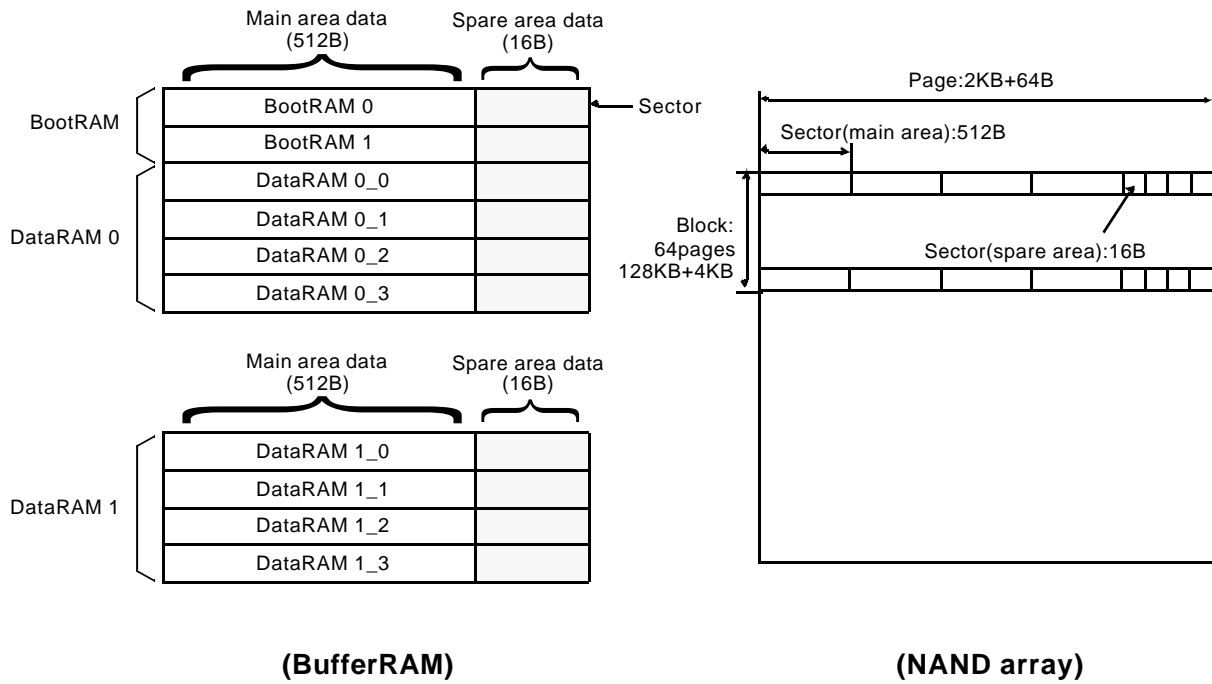 Main area data
(512B)
Spare area data
(16B)
BootRAM
BootRAM 0
Sector
BootRAM 1
DataRAM 0
DataRAM 0_0
DataRAM 0_1
DataRAM 0_2
DataRAM 0_3
Main area data
(512B)
Spare area data
(16B)
DataRAM 1
DataRAM 1_0
DataRAM 1_1
DataRAM 1_2
DataRAM 1_3
(BufferRAM)
Page:2KB+64B
Sector(main area):512B
Block:
64pages
128KB+4KB
Sector(spare area):16B
(NAND array)